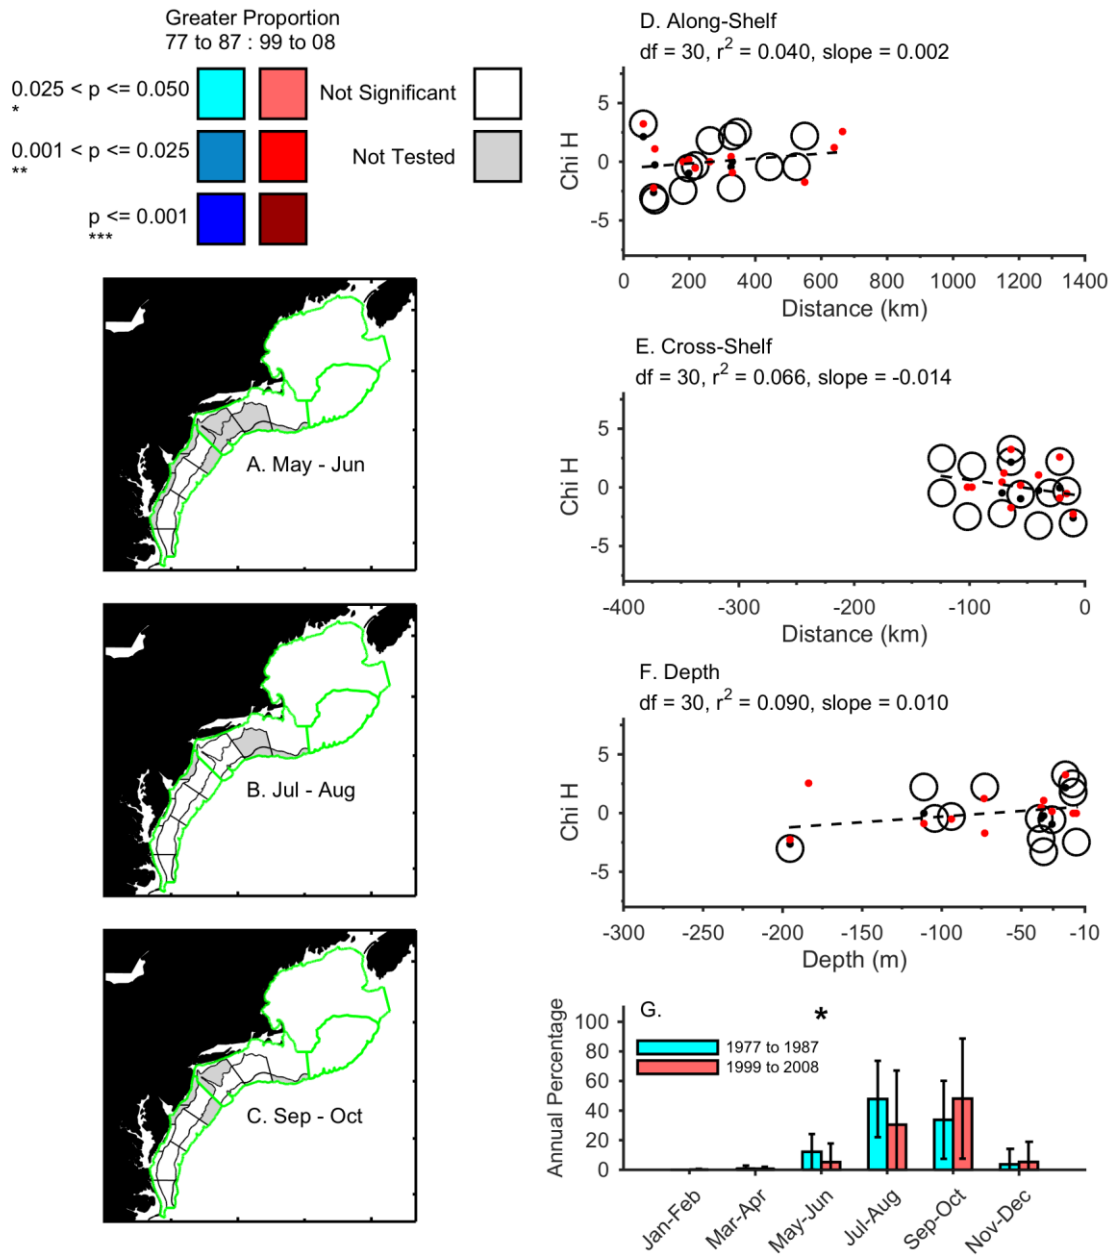 Greater Proportion
77 to 87 : 99 to 08
0.025 < p <= 0.050
*
Not Significant
0.001 < p <= 0.025
**
Not Tested
p <= 0.001
***
A. May - Jun
B. Jul - Aug
C. Sep - Oct
D. Along-Shelf
df = 30, r² = 0.040, slope = 0.002
5
0
-5
Chi H
0 200 400 600 800 1000 1200 1400
Distance (km)
E. Cross-Shelf
df = 30, r² = 0.066, slope = -0.014
5
0
-5
Chi H
-400 -300 -200 -100 0
Distance (km)
F. Depth
df = 30, r² = 0.090, slope = 0.010
5
0
-5
Chi H
-300 -250 -200 -150 -100 -50 -10
Depth (m)
G.
*
1977 to 1987
1999 to 2008
100
80
60
40
20
0
Annual Percentage
Jan-Feb Mar-Apr May-Jun Jul-Aug Sep-Oct Nov-Dec